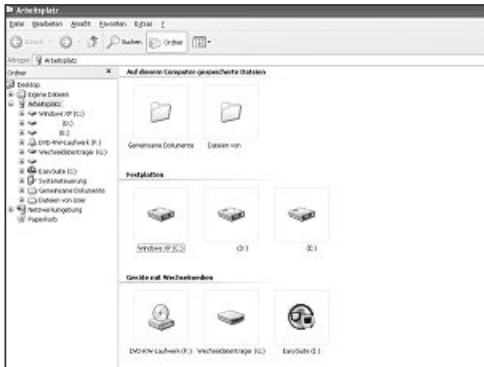 Arbeitsplatz
Datei Bearbeiten Ansicht Favoriten Extras ?
Zurück Suchen Ordner
Adresse Arbeitsplatz
Ordner X
Desktop
Eigene Dateien
Arbeitsplatz
Windows XP (C:)
(D:)
(E:)
DVD-RW-Laufwerk (F:)
Wechseldatenträger (G:)
EasySuite (I:)
Systemsteuerung
Gemeinsame Dokumente
Dateien von User
Netzwerkumgebung
Papierkorb
Auf diesem Computer gespeicherte Dateien
Gemeinsame Dokumente Dateien von
Festplatten
Windows XP (C:) (D:) (E:)
Geräte mit Wechselmedien
DVD-RW-Laufwerk (F:) Wechseldatenträger (G:) EasySuite (I:)